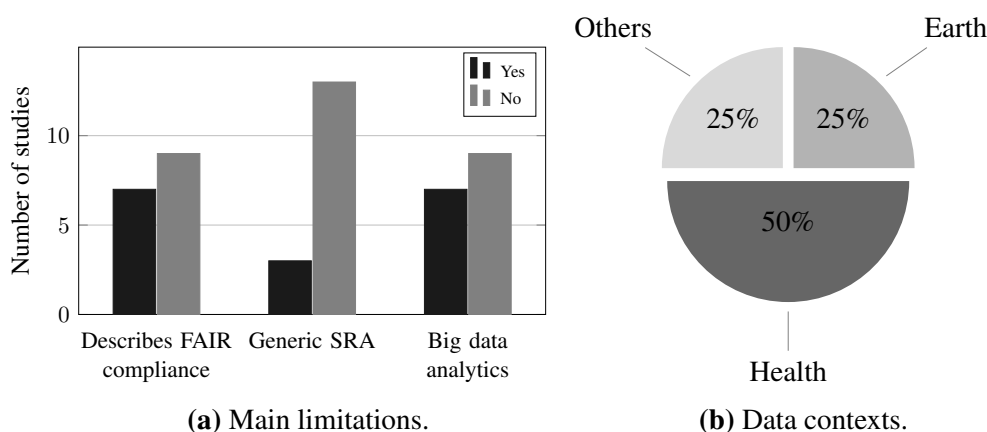 Number of studies
10
5
0
Yes
No
Describes FAIR
compliance
Generic SRA
Big data
analytics
(a) Main limitations.
Others
Earth
25%
25%
50%
Health
(b) Data contexts.